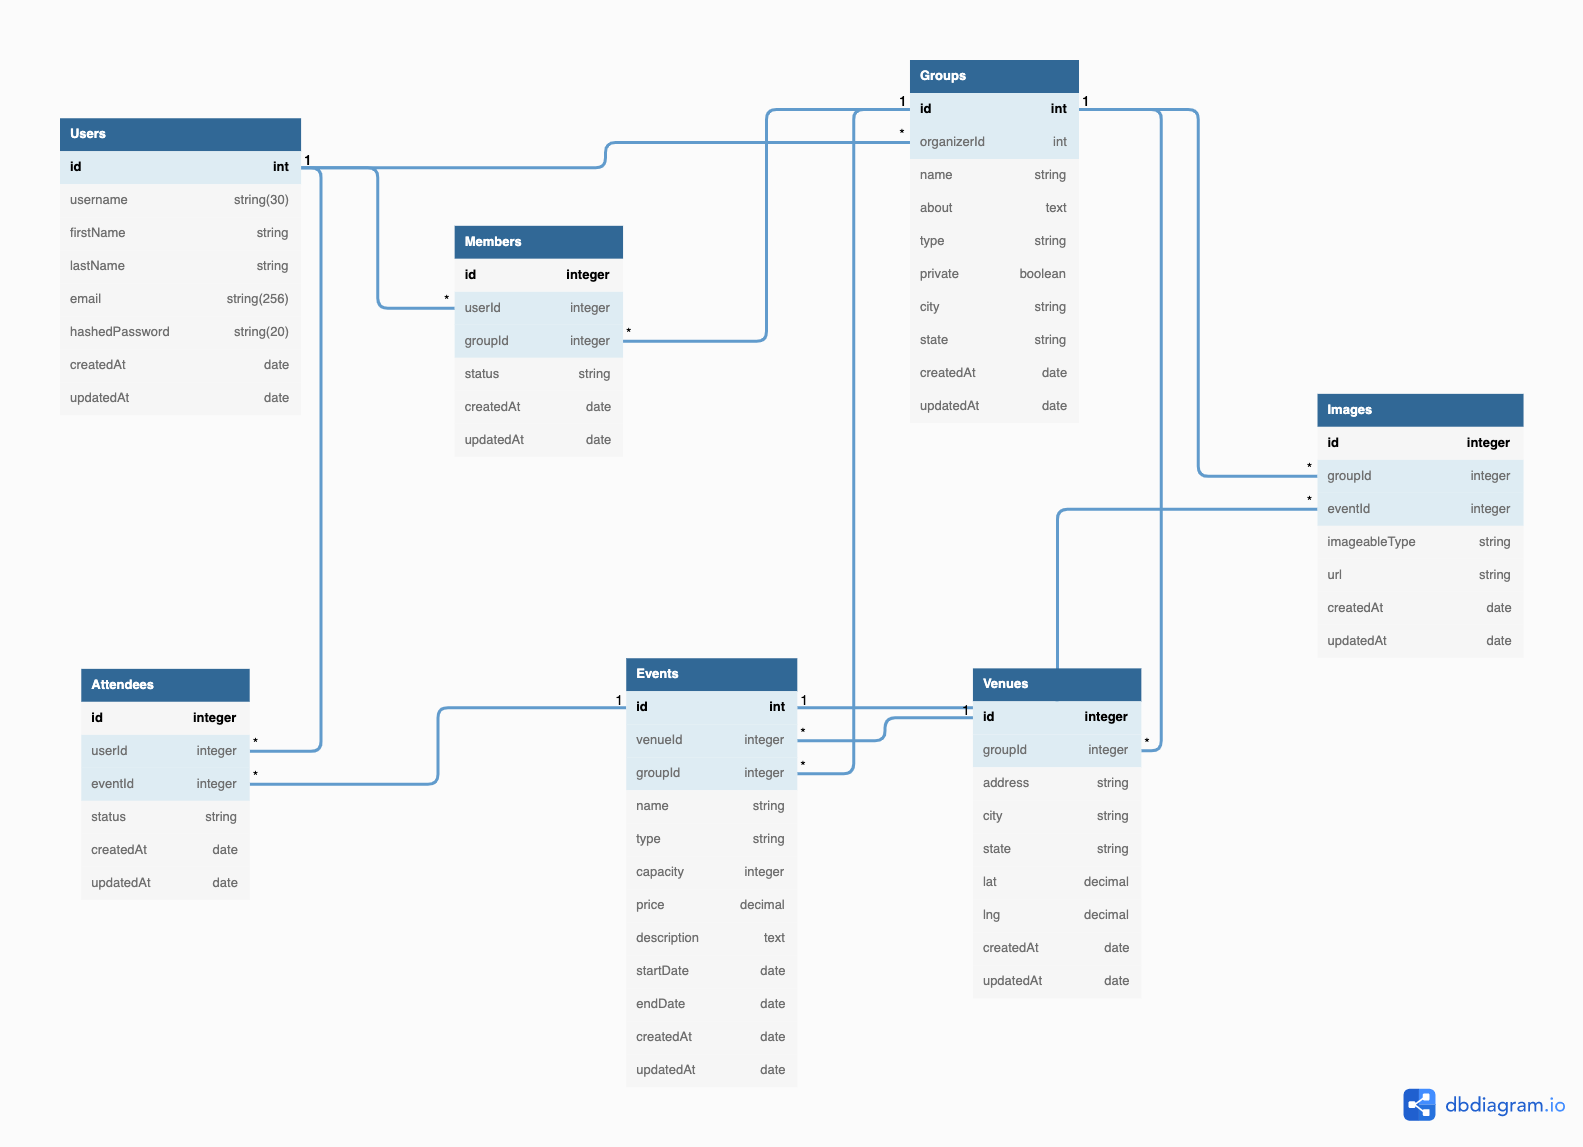 Groups
1 id int 1
* organizerId int
name string
about text
type string
private boolean
city string
state string
createdAt date
updatedAt date
Users
id int 1
username string(30)
firstName string
lastName string
email string(256)
hashedPassword string(20)
createdAt date
updatedAt date
Members
id integer
* userId integer
groupId integer *
status string
createdAt date
updatedAt date
Images
id integer
* groupId integer
* eventId integer
imageableType string
url string
createdAt date
updatedAt date
Attendees
id integer
userId integer *
eventId integer *
status string
createdAt date
updatedAt date
Events
1 id int 1
venueId integer *
groupId integer *
name string
type string
capacity integer
price decimal
description text
startDate date
endDate date
createdAt date
updatedAt date
Venues
1 id integer
groupId integer *
address string
city string
state string
lat decimal
lng decimal
createdAt date
updatedAt date
dbdiagram.io